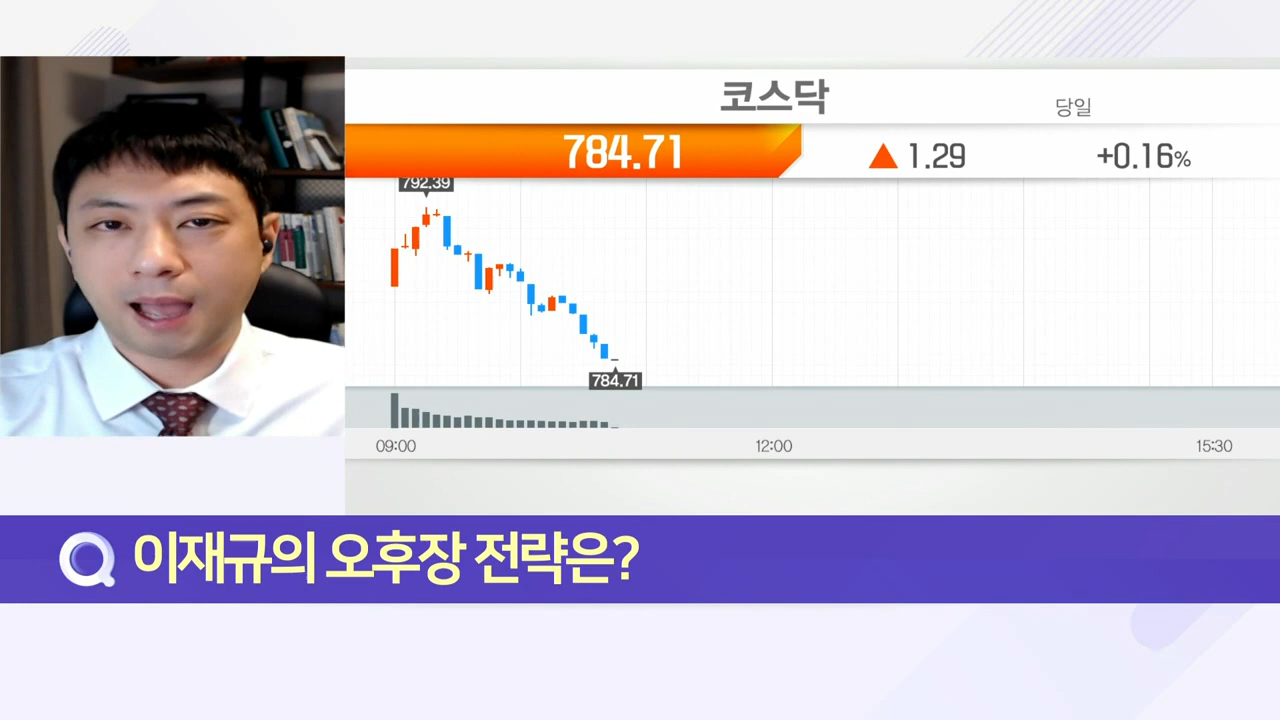 코스닥
당일
784.71
▲ 1.29
+0.16%
792.39
784.71
09:00
12:00
15:30
이재규의 오후장 전략은?